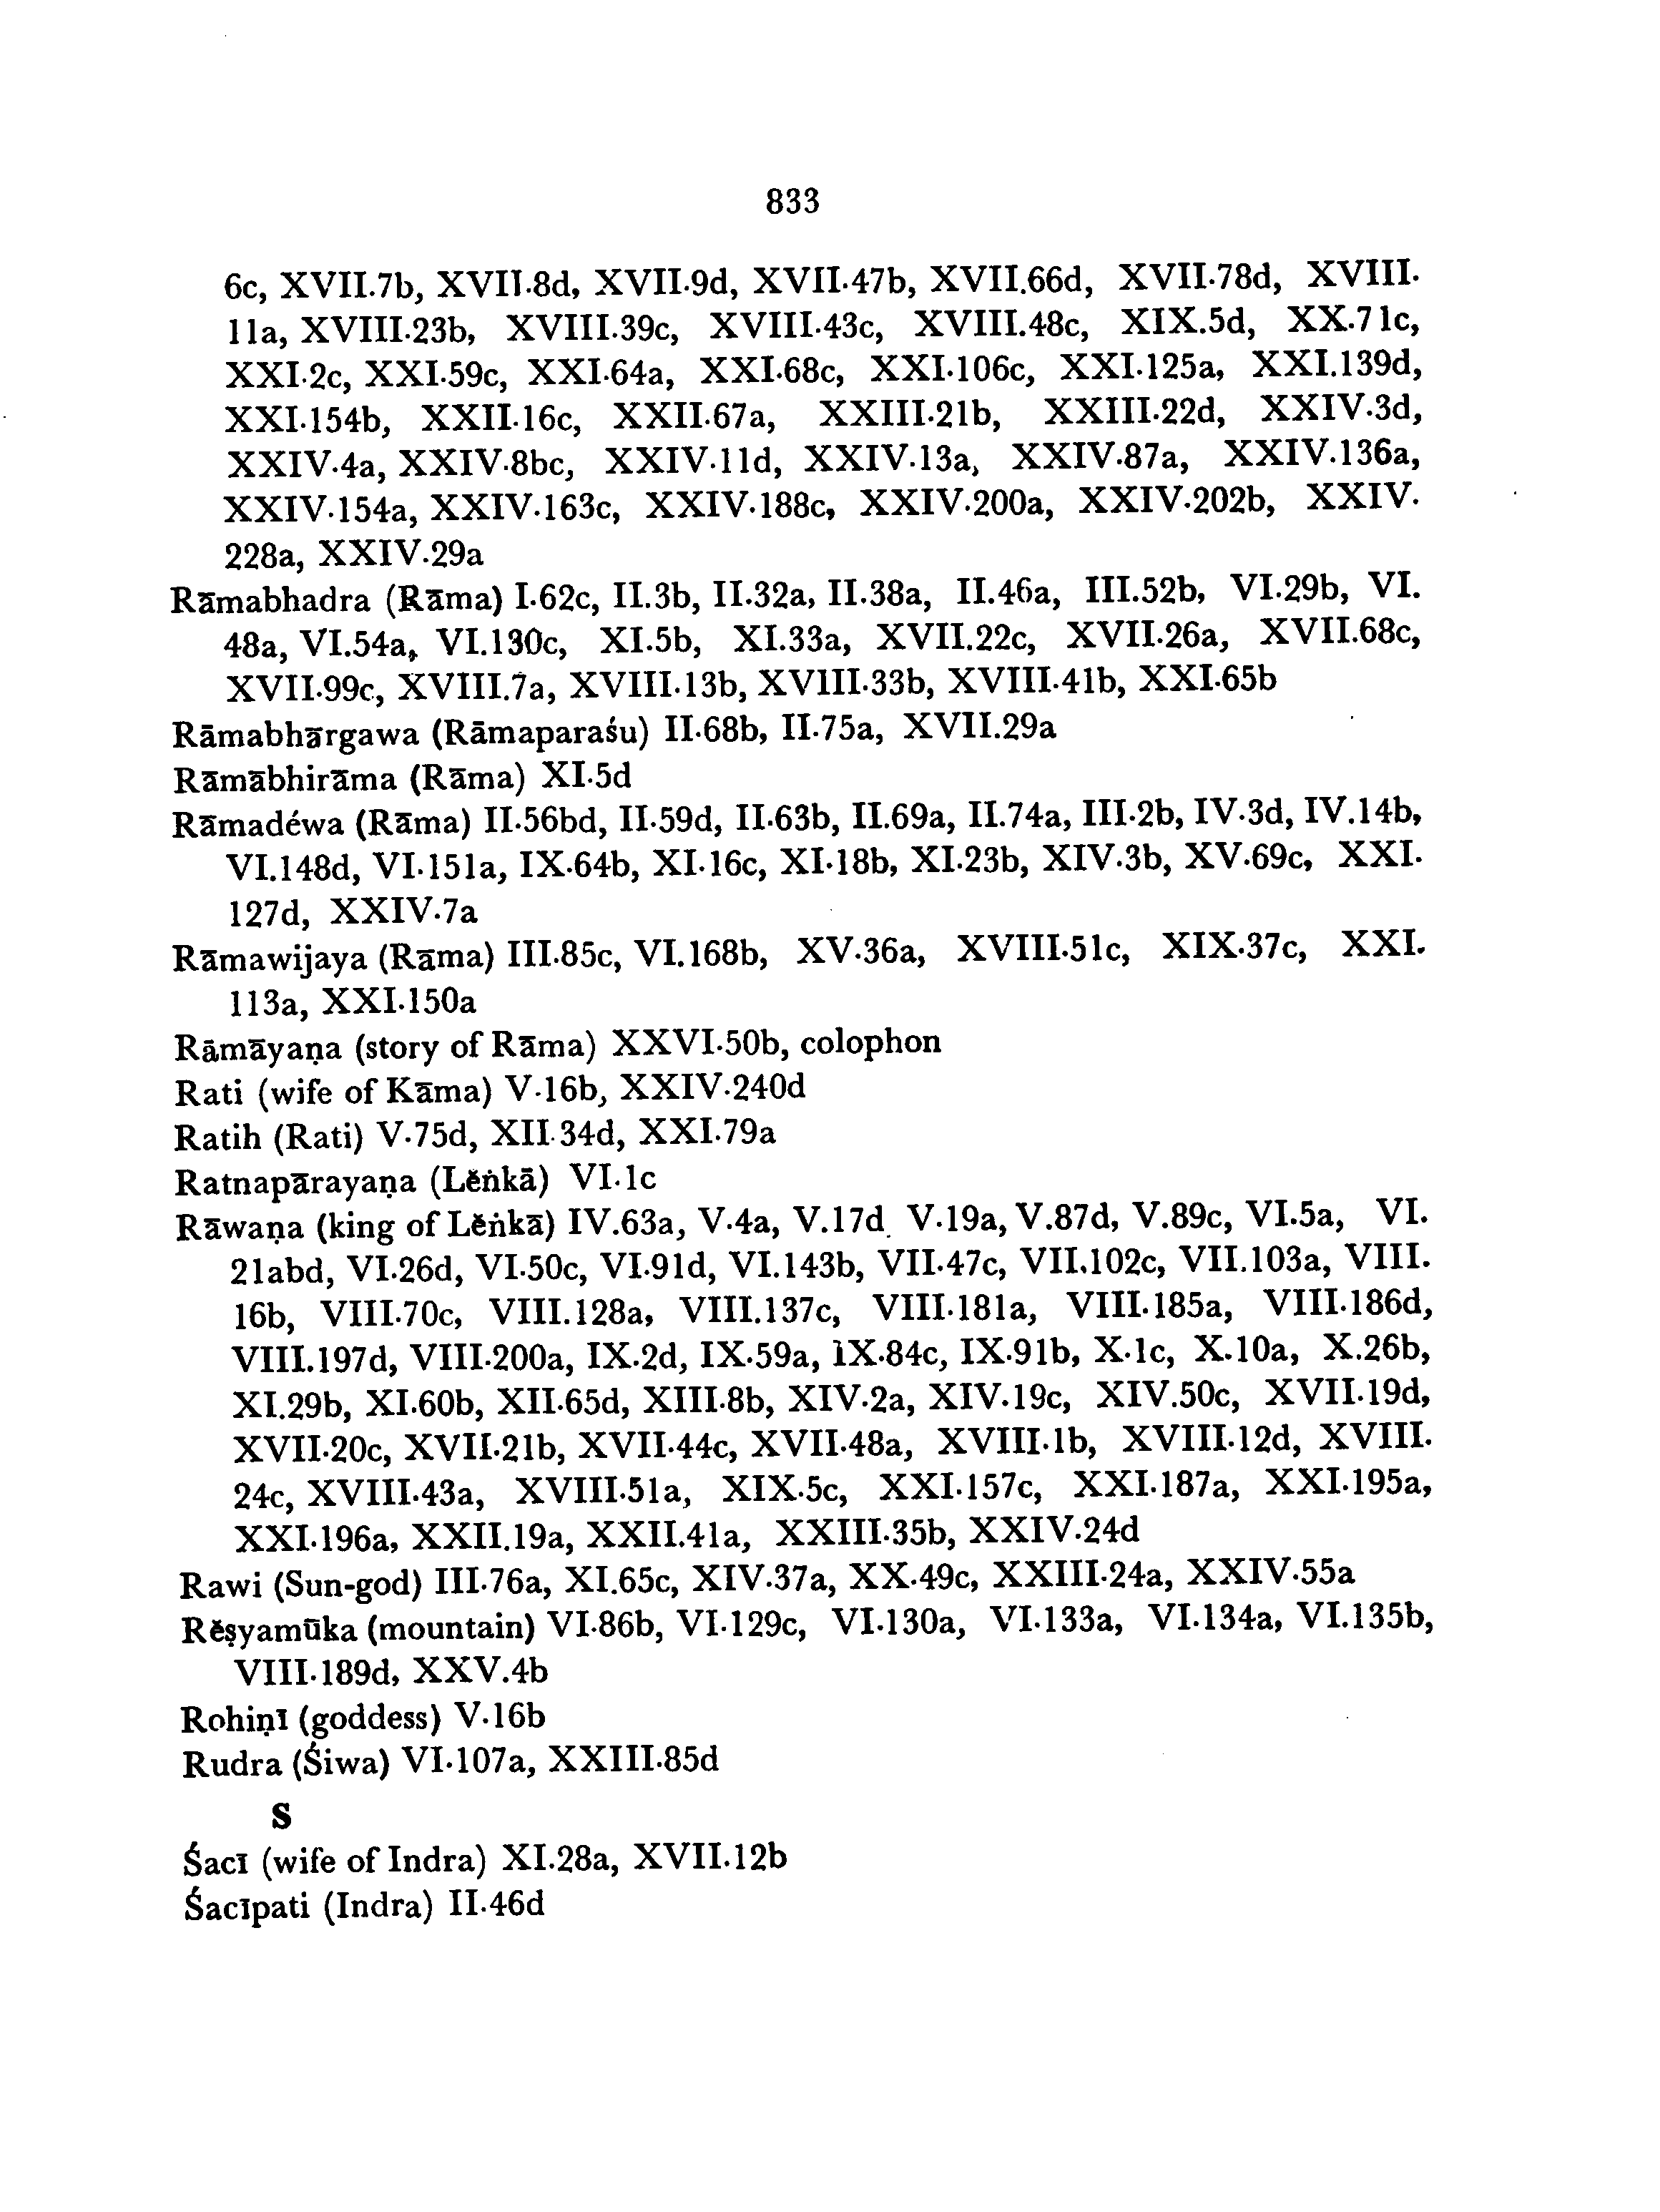 833
6c, XVII.7b, XVII.8d, XVII.9d, XVII.47b, XVII.66d, XVII.78d, XVIII.
11a, XVIII.23b, XVIII.39c, XVIII.43c, XVIII.48c, XIX.5d, XX.71c,
XXI.2c, XXI.59c, XXI.64a, XXI.68c, XXI.106c, XXI.125a, XXI.139d,
XXI.154b, XXII.16c, XXII.67a, XXIII.21b, XXIII.22d, XXIV.3d,
XXIV.4a, XXIV.8bc, XXIV.11d, XXIV.13a, XXIV.87a, XXIV.136a,
XXIV.154a, XXIV.163c, XXIV.188c, XXIV.200a, XXIV.202b, XXIV.
228a, XXIV.29a
Rāmabhadra (Rāma) I.62c, II.3b, II.32a, II.38a, II.46a, III.52b, VI.29b, VI.
48a, VI.54a, VI.130c, XI.5b, XI.33a, XVII.22c, XVII.26a, XVII.68c,
XVII.99c, XVIII.7a, XVIII.13b, XVIII.33b, XVIII.41b, XXI.65b
Rāmabhārgawa (Rāmaparaśu) II.68b, II.75a, XVII.29a
Rāmābhirāma (Rāma) XI.5d
Rāmadéwa (Rāma) II.56bd, II.59d, II.63b, II.69a, II.74a, III.2b, IV.3d, IV.14b,
VI.148d, VI.151a, IX.64b, XI.16c, XI.18b, XI.23b, XIV.3b, XV.69c, XXI.
127d, XXIV.7a
Rāmawijaya (Rāma) III.85c, VI.168b, XV.36a, XVIII.51c, XIX.37c, XXI.
113a, XXI.150a
Rāmāyaṇa (story of Rāma) XXVI.50b, colophon
Rati (wife of Kāma) V.16b, XXIV.240d
Ratih (Rati) V.75d, XII.34d, XXI.79a
Ratnapārayaṇa (Lĕṅkā) VI.1c
Rāwaṇa (king of Lĕṅkā) IV.63a, V.4a, V.17d. V.19a, V.87d, V.89c, VI.5a, VI.
21abd, VI.26d, VI.50c, VI.91d, VI.143b, VII.47c, VII.102c, VII.103a, VIII.
16b, VIII.70c, VIII.128a, VIII.137c, VIII.181a, VIII.185a, VIII.186d,
VIII.197d, VIII.200a, IX.2d, IX.59a, IX.84c, IX.91b, X.1c, X.10a, X.26b,
XI.29b, XI.60b, XII.65d, XIII.8b, XIV.2a, XIV.19c, XIV.50c, XVII.19d,
XVII.20c, XVII.21b, XVII.44c, XVII.48a, XVIII.1b, XVIII.12d, XVIII.
24c, XVIII.43a, XVIII.51a, XIX.5c, XXI.157c, XXI.187a, XXI.195a,
XXI.196a, XXII.19a, XXII.41a, XXIII.35b, XXIV.24d
Rawi (Sun-god) III.76a, XI.65c, XIV.37a, XX.49c, XXIII.24a, XXIV.55a
Rĕṣyamūka (mountain) VI.86b, VI.129c, VI.130a, VI.133a, VI.134a, VI.135b,
VIII.189d, XXV.4b
Rohiṇī (goddess) V.16b
Rudra (Śiwa) VI.107a, XXIII.85d
S
Śacī (wife of Indra) XI.28a, XVII.12b
Śacīpati (Indra) II.46d